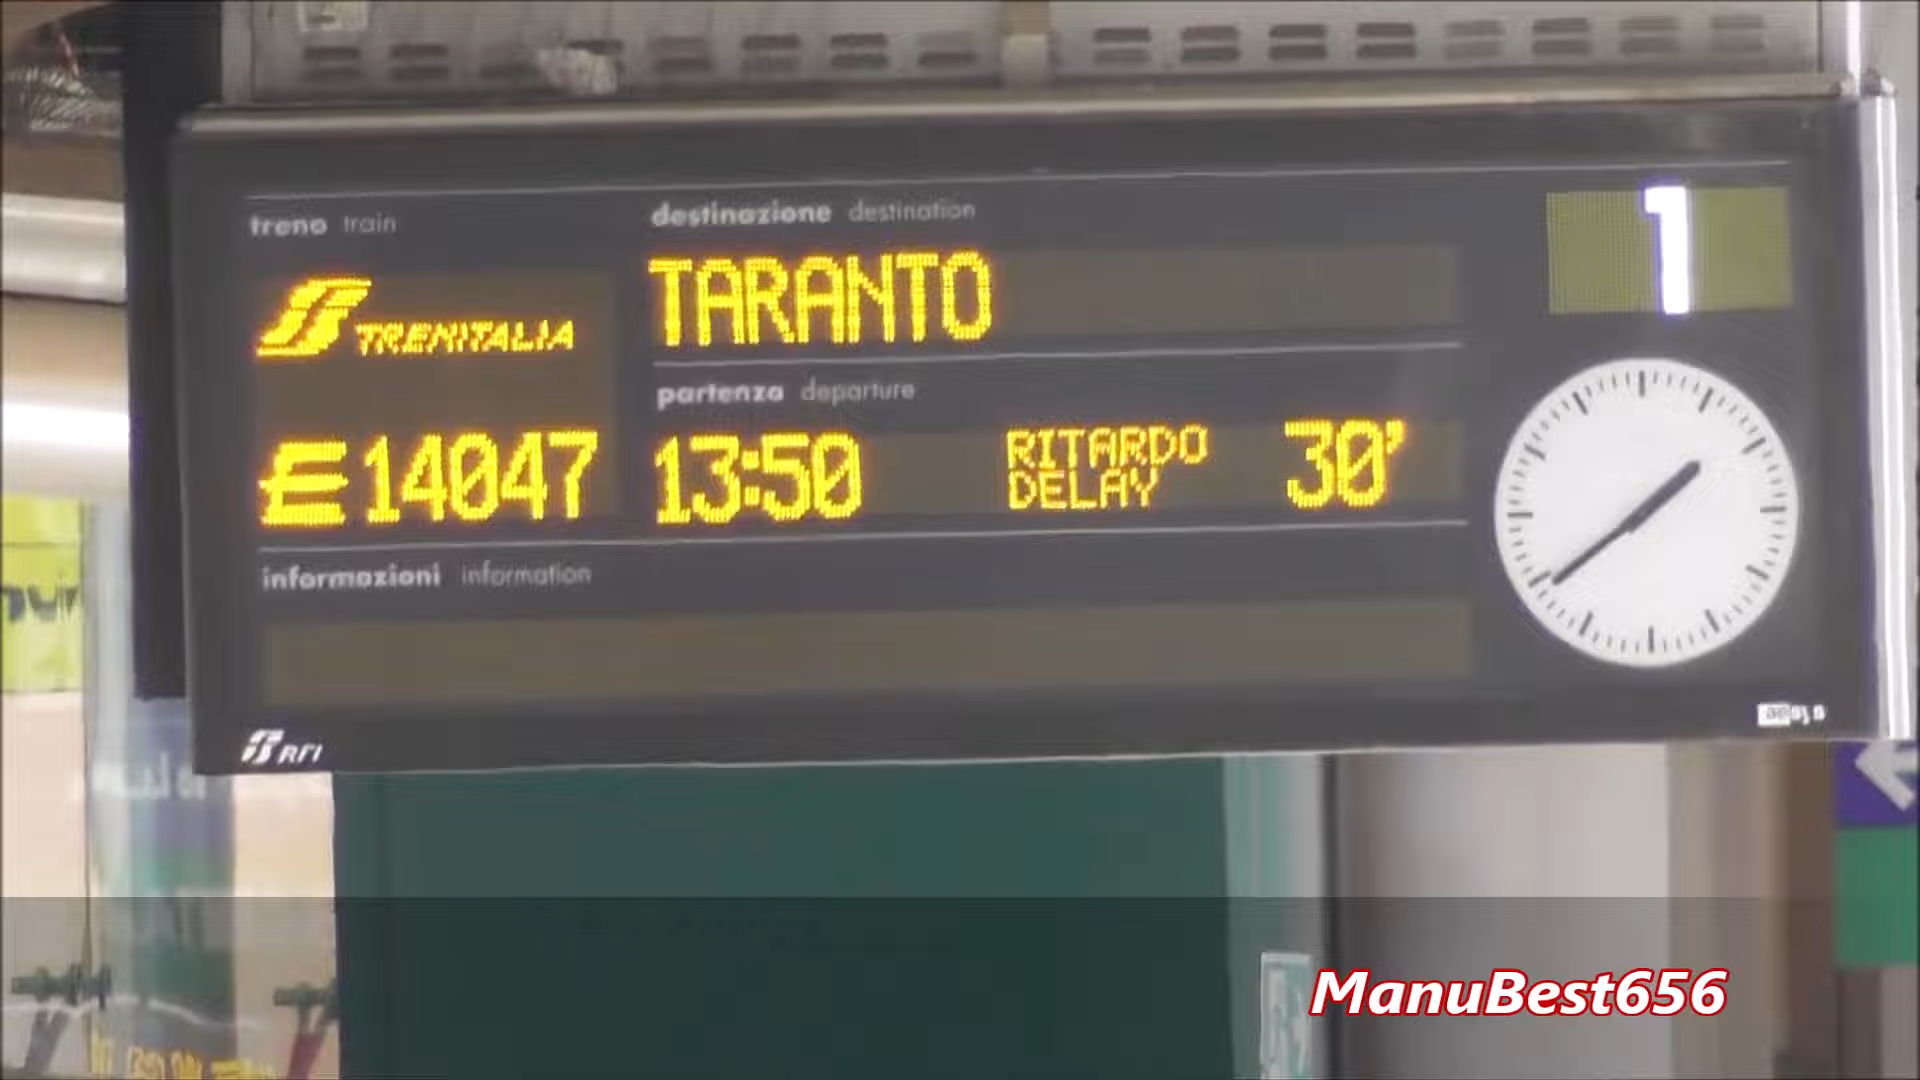 treno train
destinazione destination
1
TRENITALIA
TARANTO
partenza departure
E 14047
13:50
RITARDO
DELAY
30'
informazioni information
RFI
ManuBest656